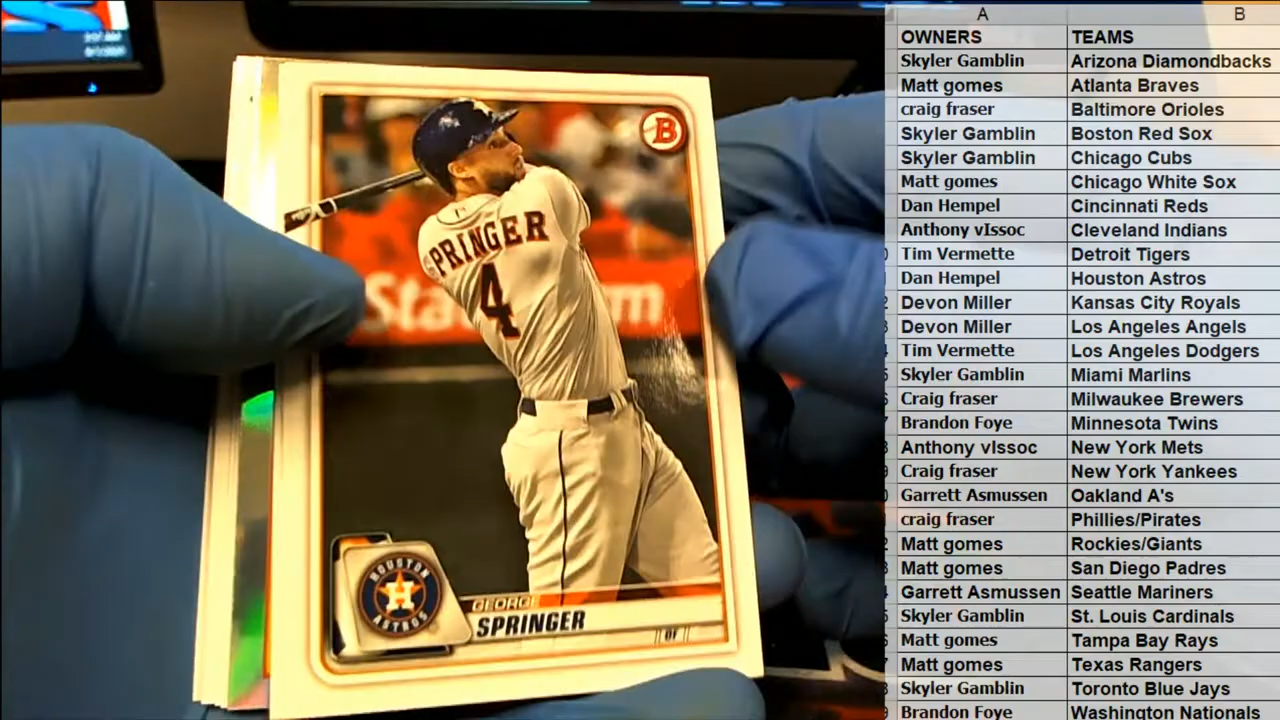 B
SPRINGER
4
HOUSTON
H
ASTROS
GEORGE
SPRINGER
OF
A B
OWNERS TEAMS
Skyler Gamblin Arizona Diamondbacks
Matt gomes Atlanta Braves
craig fraser Baltimore Orioles
Skyler Gamblin Boston Red Sox
Skyler Gamblin Chicago Cubs
Matt gomes Chicago White Sox
Dan Hempel Cincinnati Reds
Anthony vIssoc Cleveland Indians
Tim Vermette Detroit Tigers
Dan Hempel Houston Astros
Devon Miller Kansas City Royals
Devon Miller Los Angeles Angels
Tim Vermette Los Angeles Dodgers
Skyler Gamblin Miami Marlins
Craig fraser Milwaukee Brewers
Brandon Foye Minnesota Twins
Anthony vIssoc New York Mets
Craig fraser New York Yankees
Garrett Asmussen Oakland A's
craig fraser Phillies/Pirates
Matt gomes Rockies/Giants
Matt gomes San Diego Padres
Garrett Asmussen Seattle Mariners
Skyler Gamblin St. Louis Cardinals
Matt gomes Tampa Bay Rays
Matt gomes Texas Rangers
Skyler Gamblin Toronto Blue Jays
Brandon Foye Washington Nationals